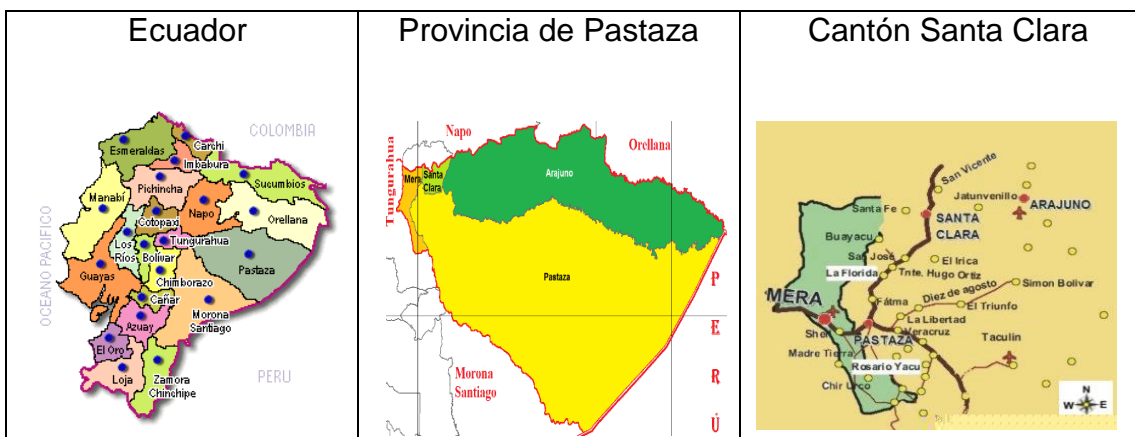 Ecuador
COLOMBIA
Esmeraldas
Carchi
Imbabura
Pichincha
Sucumbios
Manabí
Napo
Orellana
Cotopaxi
Los
Ríos
Tungurahua
Bolívar
Pastaza
Guayas
Chimborazo
Cañar
Morona
Santiago
Azuay
El Oro
Loja
Zamora
Chinchipe
OCEANO PACIFICO
PERU
Provincia de Pastaza
Napo
Orellana
Tungurahua
Mera
Santa
Clara
Arajuno
Pastaza
Morona
Santiago
P
E
R
Ú
Cantón Santa Clara
San Vicente
Jatunvenillo
ARAJUNO
Santa Fe
SANTA
CLARA
Buayacu
San José
El Irica
La Florida
Tnte. Hugo Ortiz
Simon Bolivar
Diez de agosto
MERA
Fátma
El Triunfo
La Libertad
Shell
Veracruz
PASTAZA
Taculin
Madre Tierra
Rosario Yacu
Chir Urco
N
W
E
S